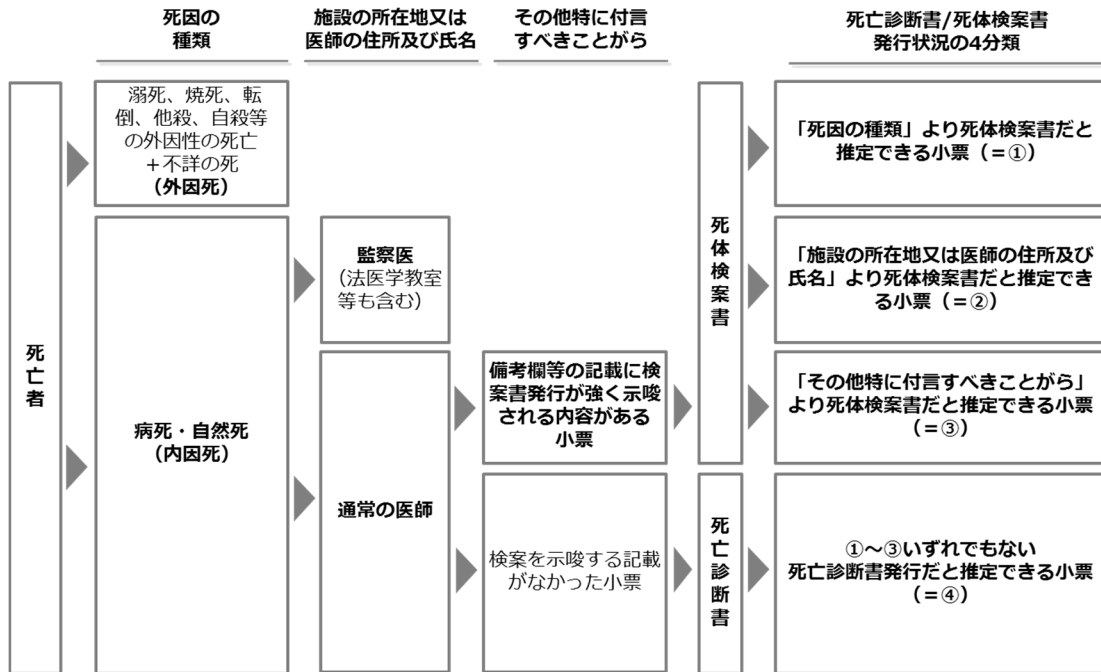 死因の
種類
施設の所在地又は
医師の住所及び氏名
その他特に付言
すべきことがら
死亡診断書/死体検案書
発行状況の4分類
死亡者
溺死、焼死、転
倒、他殺、自殺等
の外因性の死亡
＋不詳の死
（外因死）
病死・自然死
（内因死）
監察医
（法医学教室
等も含む）
通常の医師
備考欄等の記載に検
案書発行が強く示唆
される内容がある
小票
検案を示唆する記載
がなかった小票
死体検案書
死亡診断書
「死因の種類」より死体検案書だと
推定できる小票（＝①）
「施設の所在地又は医師の住所及び
氏名」より死体検案書だと推定でき
る小票（＝②）
「その他特に付言すべきことがら」
より死体検案書だと推定できる小票
（＝③）
①～③いずれでもない
死亡診断書発行だと推定できる小票
（＝④）